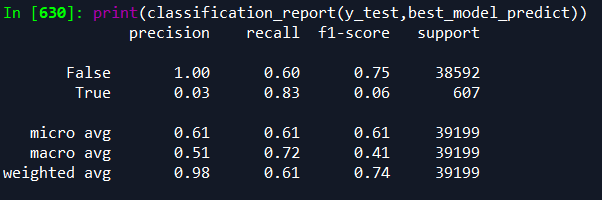 In [630]: print(classification_report(y_test,best_model_predict))
precision recall f1-score support
False 1.00 0.60 0.75 38592
True 0.03 0.83 0.06 607
micro avg 0.61 0.61 0.61 39199
macro avg 0.51 0.72 0.41 39199
weighted avg 0.98 0.61 0.74 39199